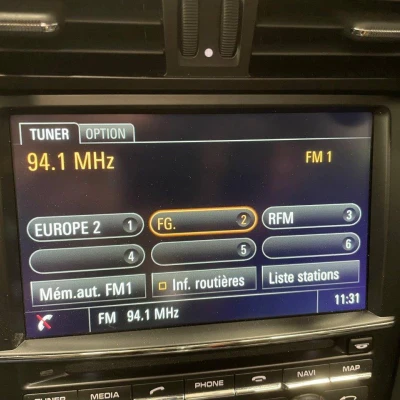 TUNER OPTION
94.1 MHz FM 1
EUROPE 2 1 FG. 2 RFM 3
4 5 6
Mém.aut. FM1 Inf. routières Liste stations
FM 94.1 MHz 11:31
TUNER MEDIA PHONE NAVI MAP